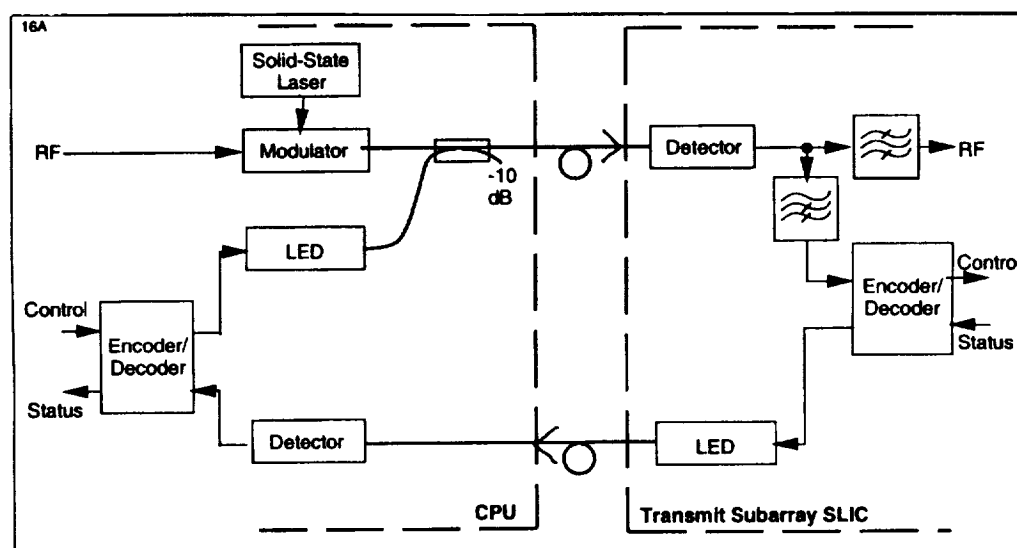 16A
Solid-State
Laser
RF
Modulator
-10
dB
Detector
RF
LED
Control
Encoder/
Decoder
Status
Encoder/
Decoder
Control
Status
Detector
LED
CPU
Transmit Subarray SLIC